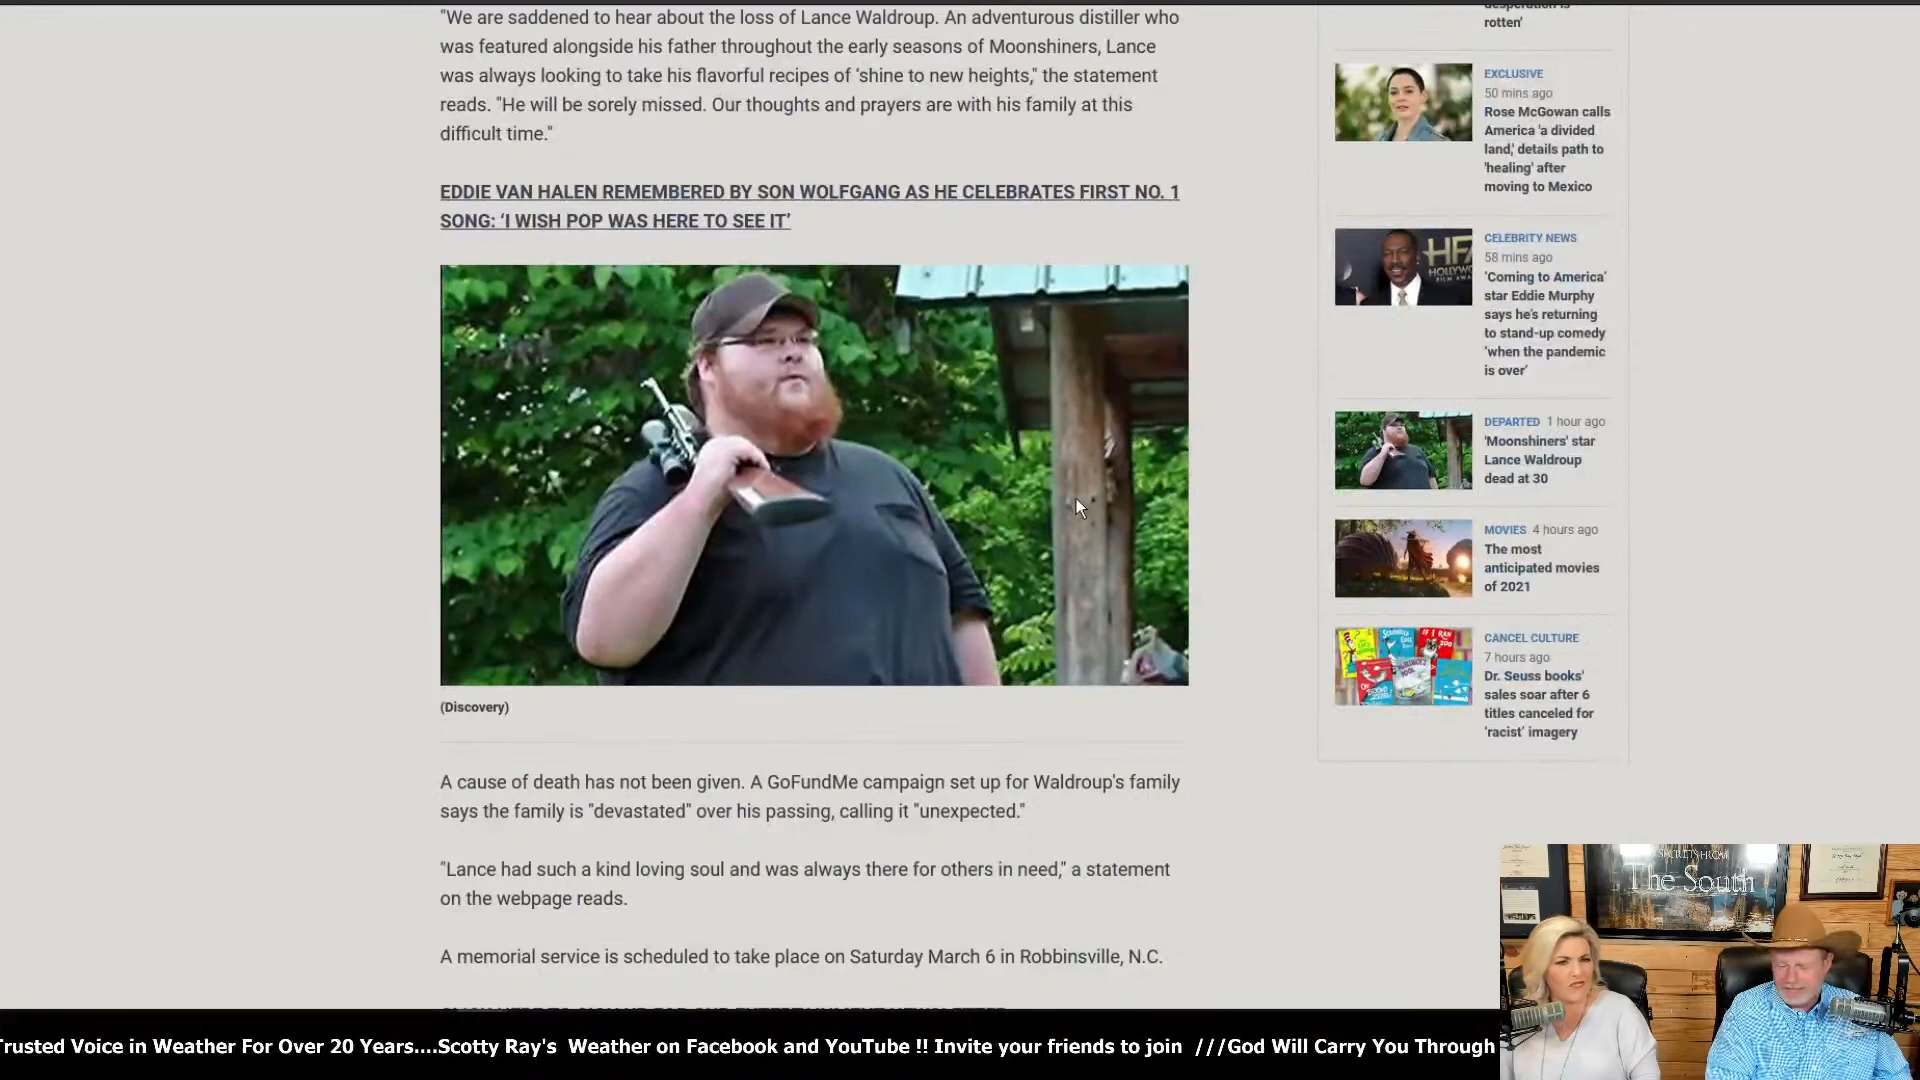 "We are saddened to hear about the loss of Lance Waldroup. An adventurous distiller who
was featured alongside his father throughout the early seasons of Moonshiners, Lance
was always looking to take his flavorful recipes of ‘shine to new heights," the statement
reads. "He will be sorely missed. Our thoughts and prayers are with his family at this
difficult time."
EDDIE VAN HALEN REMEMBERED BY SON WOLFGANG AS HE CELEBRATES FIRST NO. 1
SONG: ‘I WISH POP WAS HERE TO SEE IT’
(Discovery)
A cause of death has not been given. A GoFundMe campaign set up for Waldroup's family
says the family is "devastated" over his passing, calling it "unexpected."
"Lance had such a kind loving soul and was always there for others in need," a statement
on the webpage reads.
A memorial service is scheduled to take place on Saturday March 6 in Robbinsville, N.C.
rotten’
EXCLUSIVE
50 mins ago
Rose McGowan calls
America 'a divided
land,' details path to
'healing' after
moving to Mexico
HFA
HOLLYW
FILM AWA
CELEBRITY NEWS
58 mins ago
‘Coming to America’
star Eddie Murphy
says he’s returning
to stand-up comedy
‘when the pandemic
is over’
DEPARTED 1 hour ago
'Moonshiners' star
Lance Waldroup
dead at 30
MOVIES 4 hours ago
The most
anticipated movies
of 2021
IF I RAN
CANCEL CULTURE
7 hours ago
Dr. Seuss books'
sales soar after 6
titles canceled for
‘racist’ imagery
SECRETS FROM
The South
Trusted Voice in Weather For Over 20 Years....Scotty Ray's Weather on Facebook and YouTube !! Invite your friends to join ///God Will Carry You Through